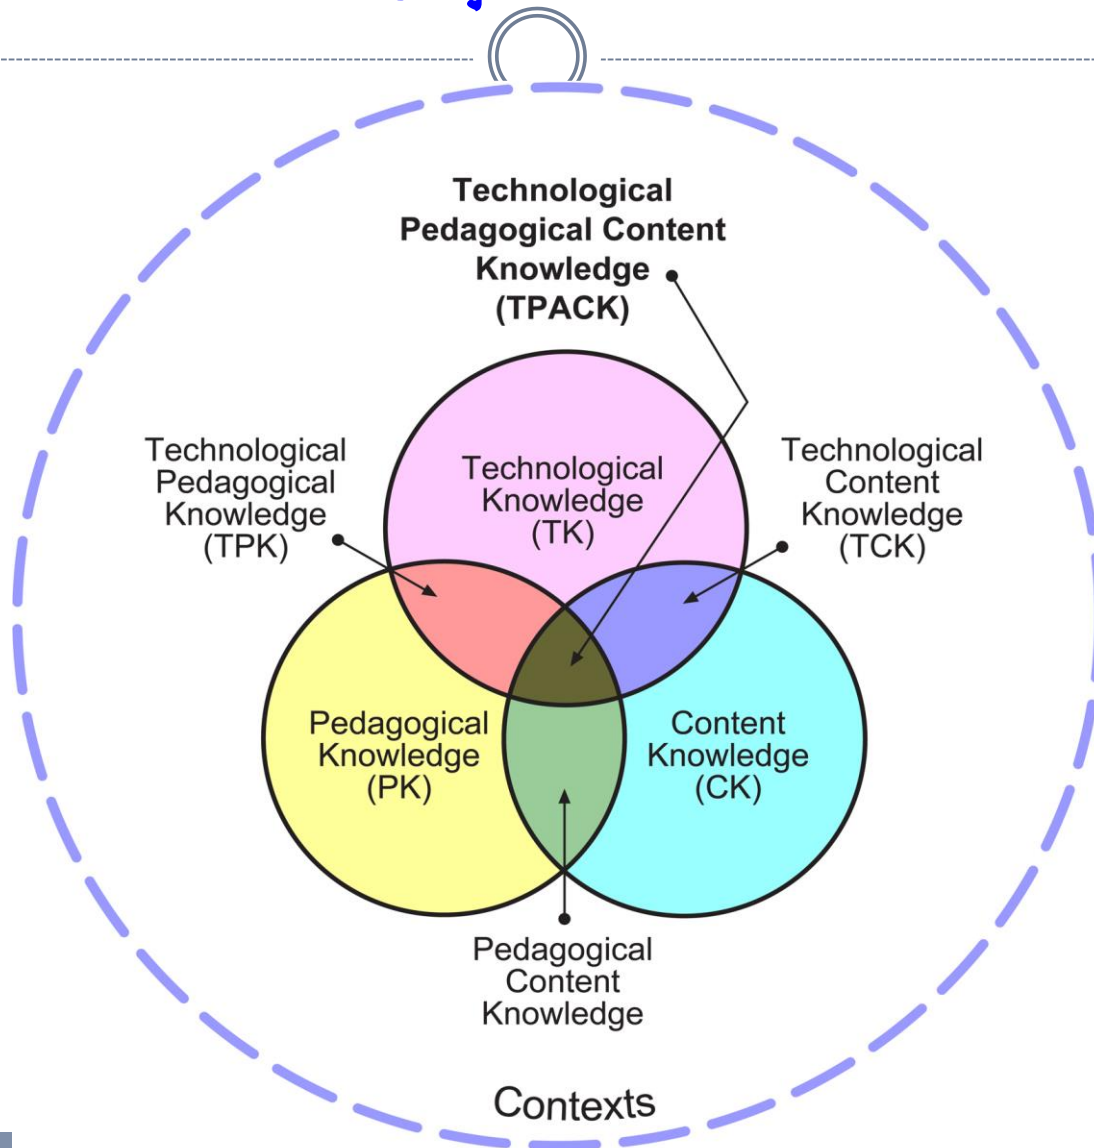 Technological
Pedagogical Content
Knowledge
(TPACK)
Technological
Pedagogical
Knowledge
(TPK)
Technological
Knowledge
(TK)
Technological
Content
Knowledge
(TCK)
Pedagogical
Knowledge
(PK)
Content
Knowledge
(CK)
Pedagogical
Content
Knowledge
Contexts